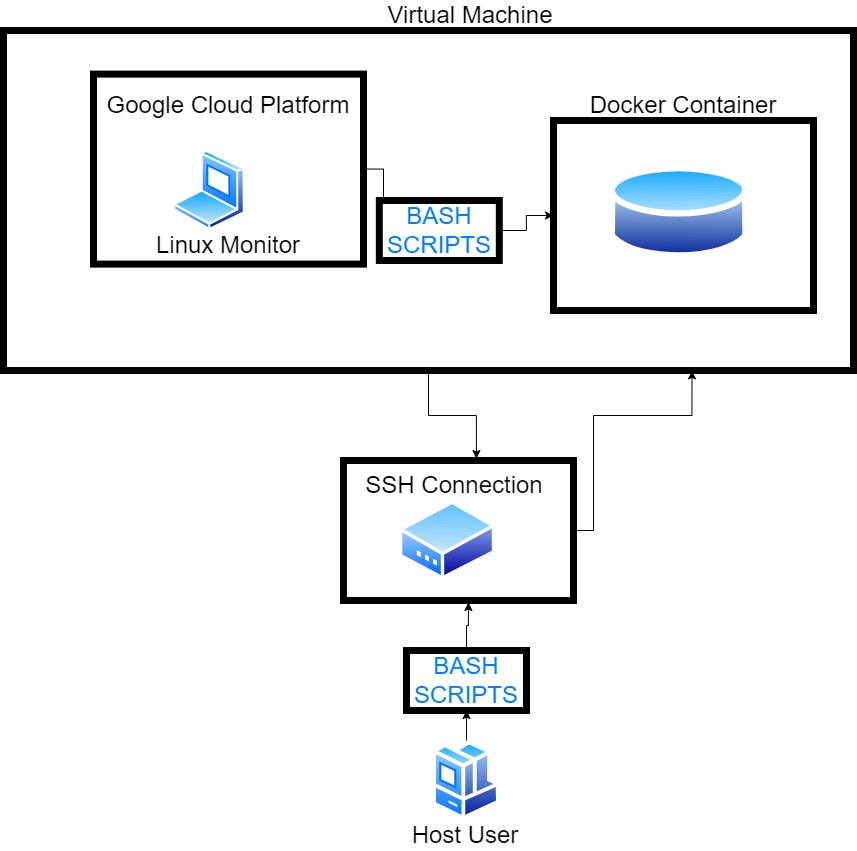 Virtual Machine
Google Cloud Platform
Linux Monitor
BASH
SCRIPTS
Docker Container
SSH Connection
BASH
SCRIPTS
Host User